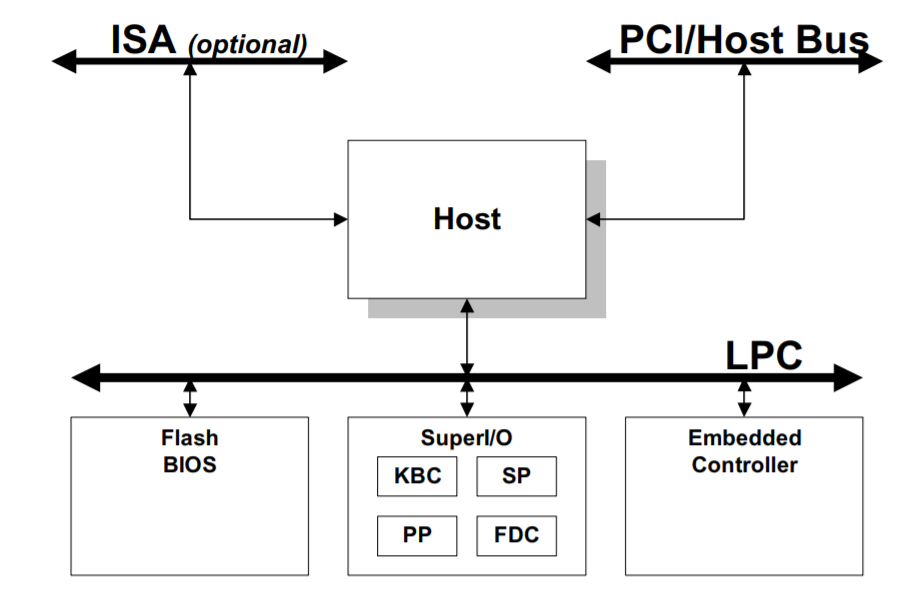 ISA (optional)
PCI/Host Bus
Host
LPC
Flash
BIOS
SuperI/O
KBC
SP
PP
FDC
Embedded
Controller